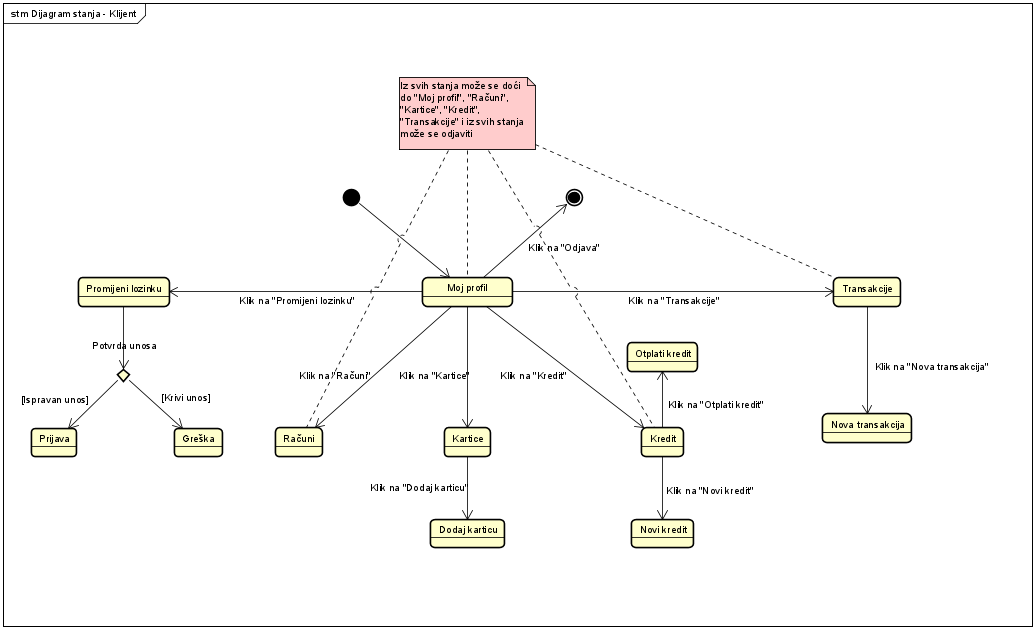 stm Dijagram stanja - Klijent
Iz svih stanja može se doći
do "Moj profil", "Računi",
"Kartice", "Kredit",
"Transakcije" i iz svih stanja
može se odjaviti
Klik na "Odjava"
Promijeni lozinku
Moj profil
Transakcije
Klik na "Promijeni lozinku"
Klik na "Transakcije"
Potvrda unosa
Otplati kredit
Klik na "Računi"
Klik na "Kartice"
Klik na "Kredit"
Klik na "Nova transakcija"
[Ispravan unos]
[Krivi unos]
Klik na "Otplati kredit"
Prijava
Greška
Računi
Kartice
Kredit
Nova transakcija
Klik na "Dodaj karticu"
Klik na "Novi kredit"
Dodaj karticu
Novi kredit